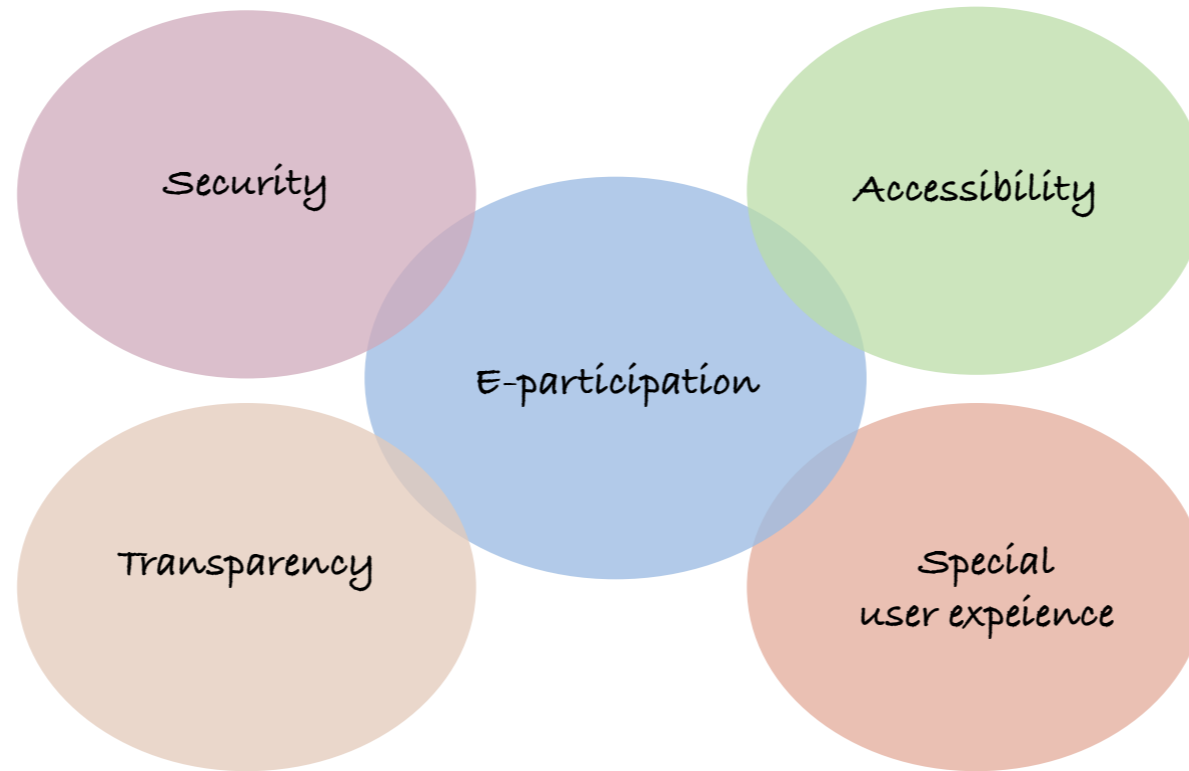 Security
Accessibility
E-participation
Transparency
Special
user expeience